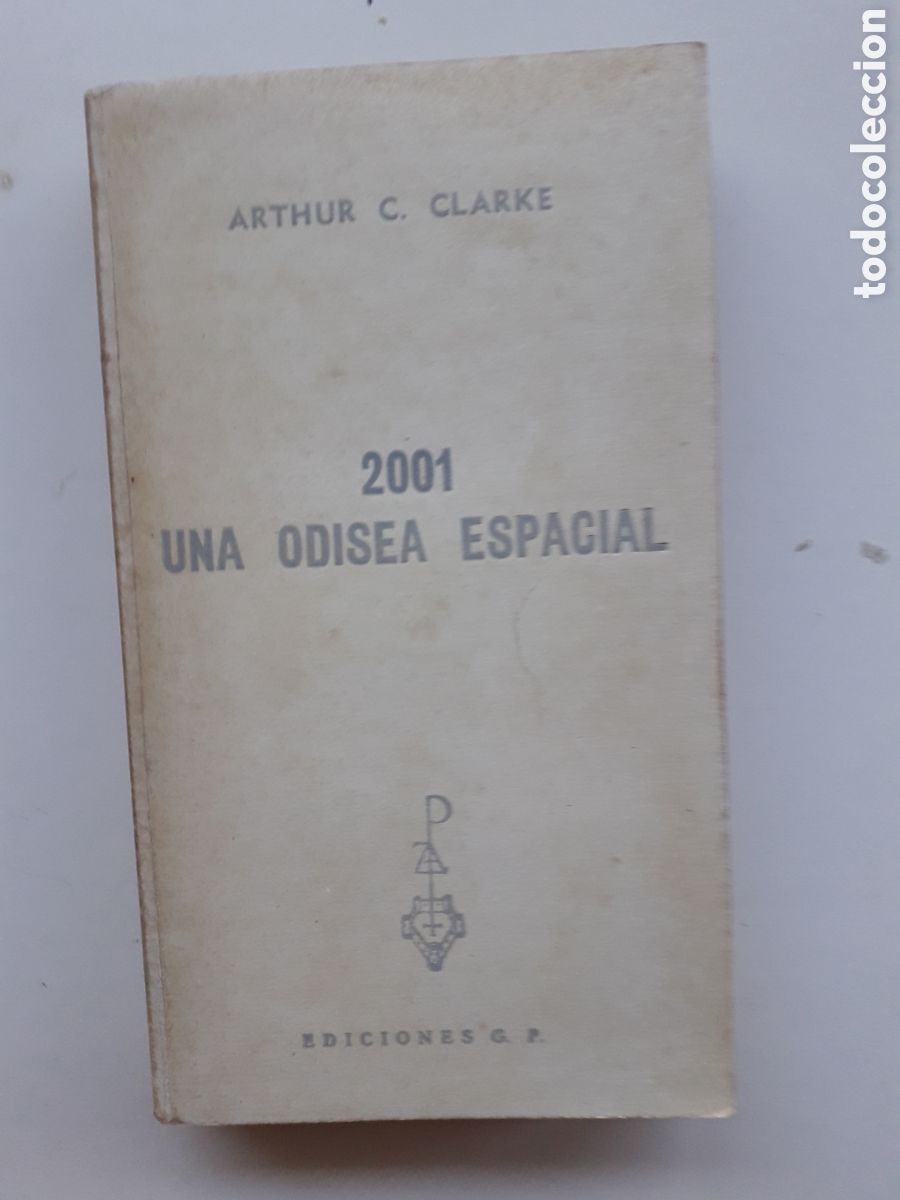 ARTHUR C. CLARKE
2001
UNA ODISEA ESPACIAL
P
A
EDICIONES G. P.
todocoleccion